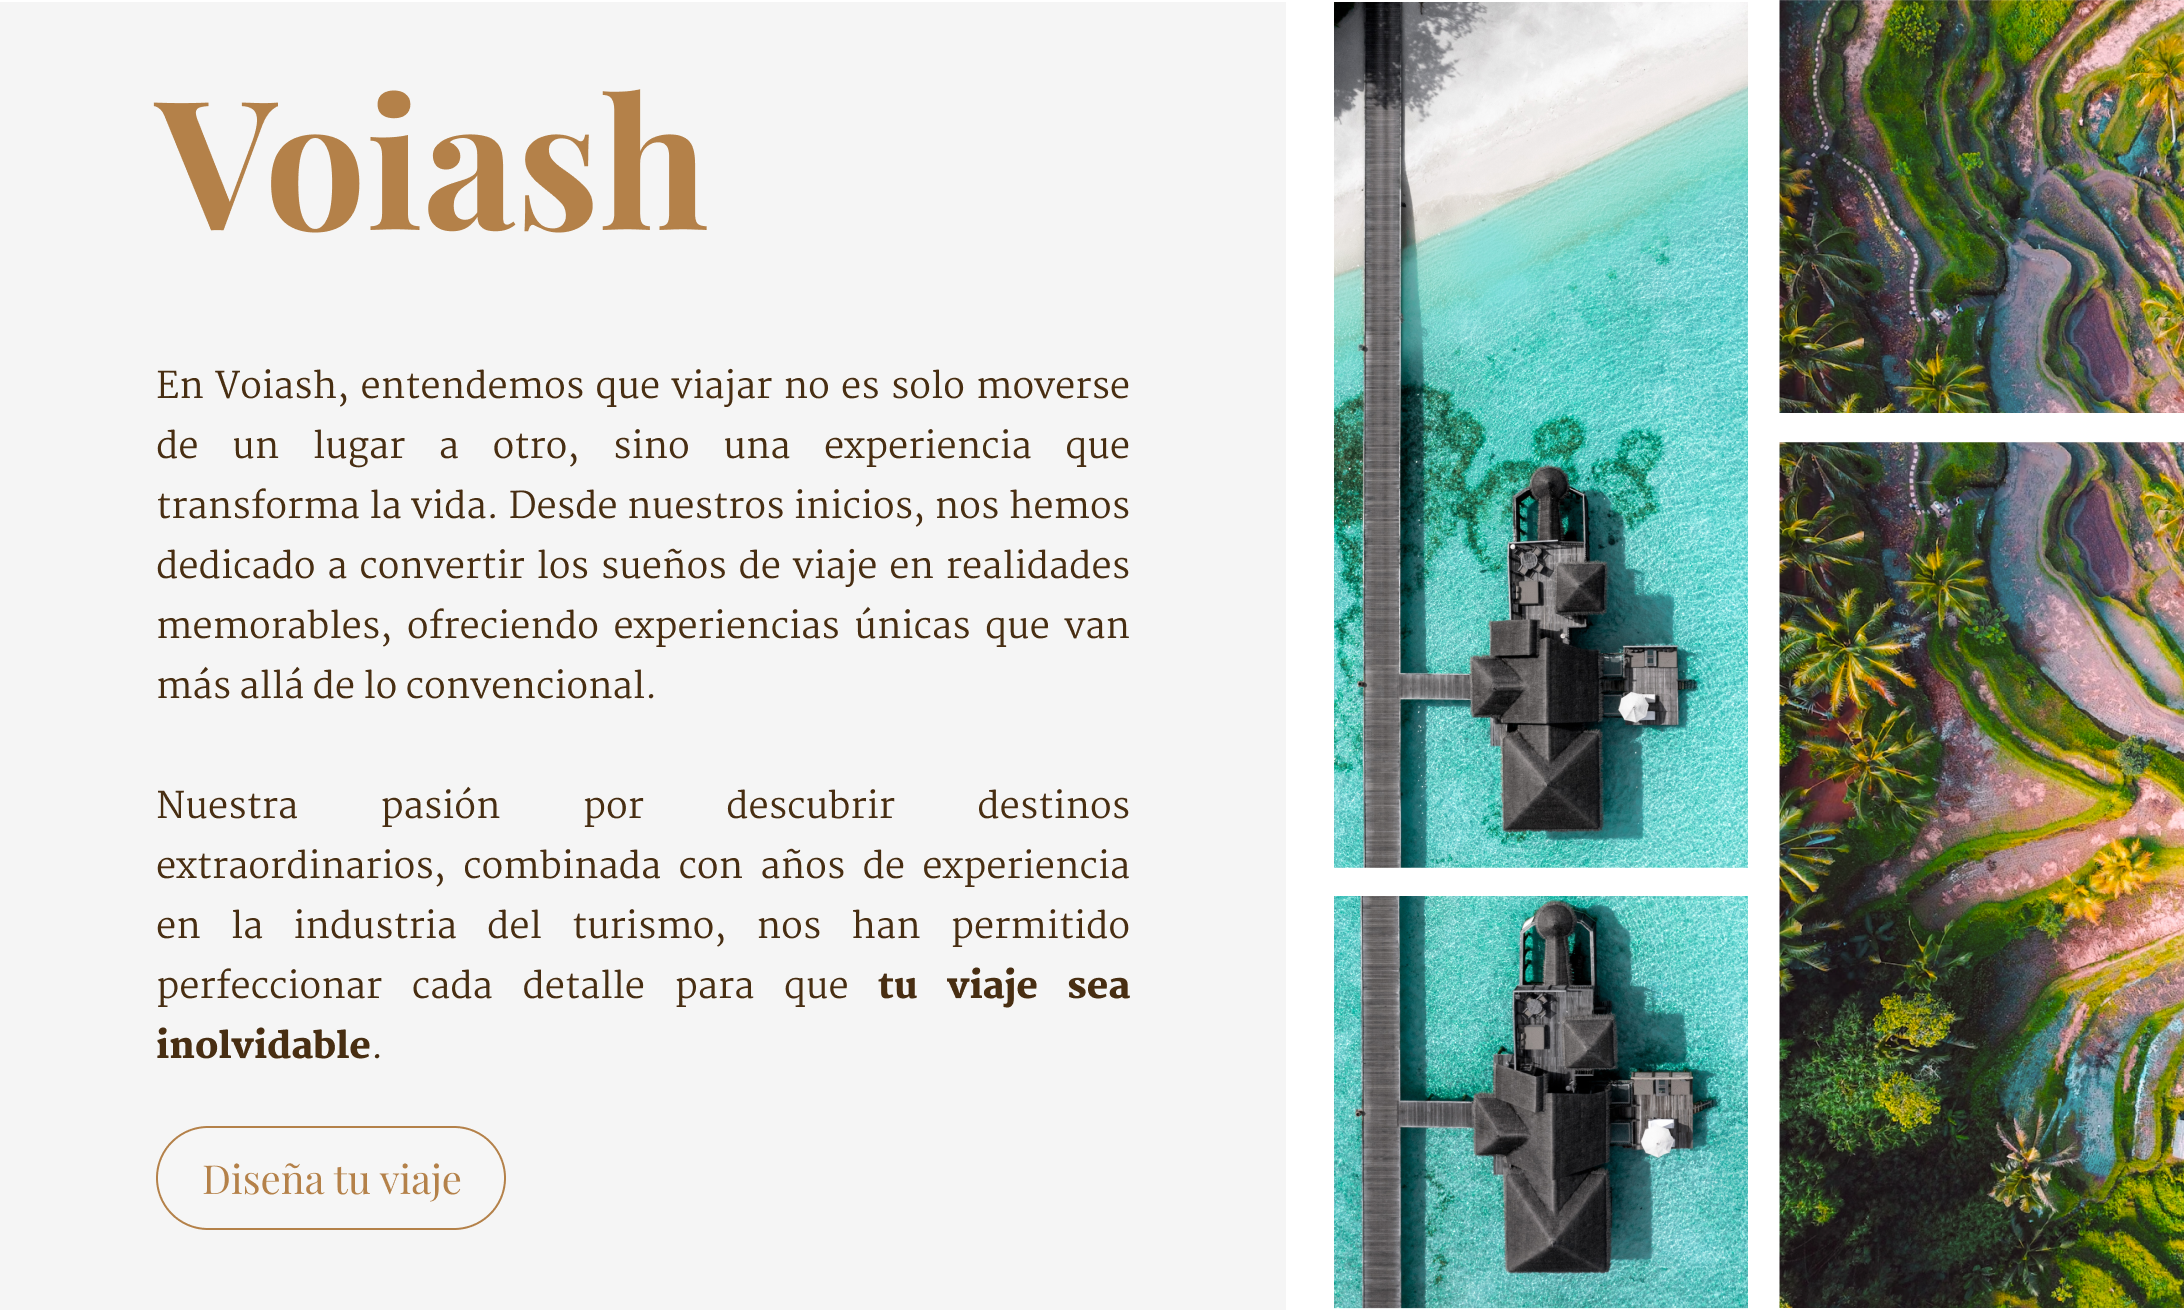 Voiash
En Voiash, entendemos que viajar no es solo moverse
de un lugar a otro, sino una experiencia que
transforma la vida. Desde nuestros inicios, nos hemos
dedicado a convertir los sueños de viaje en realidades
memorables, ofreciendo experiencias únicas que van
más allá de lo convencional.
Nuestra pasión por descubrir destinos
extraordinarios, combinada con años de experiencia
en la industria del turismo, nos han permitido
perfeccionar cada detalle para que tu viaje sea
inolvidable.
Diseña tu viaje